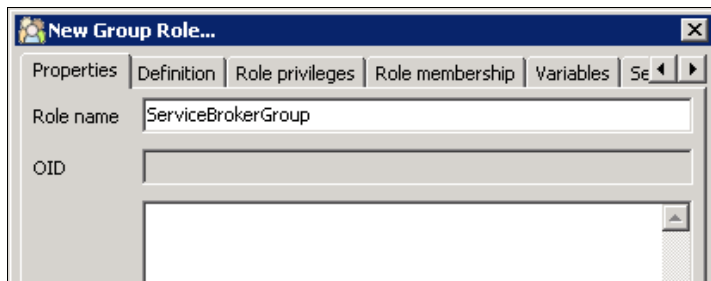 New Group Role...
Properties Definition Role privileges Role membership Variables
Role name ServiceBrokerGroup
OID